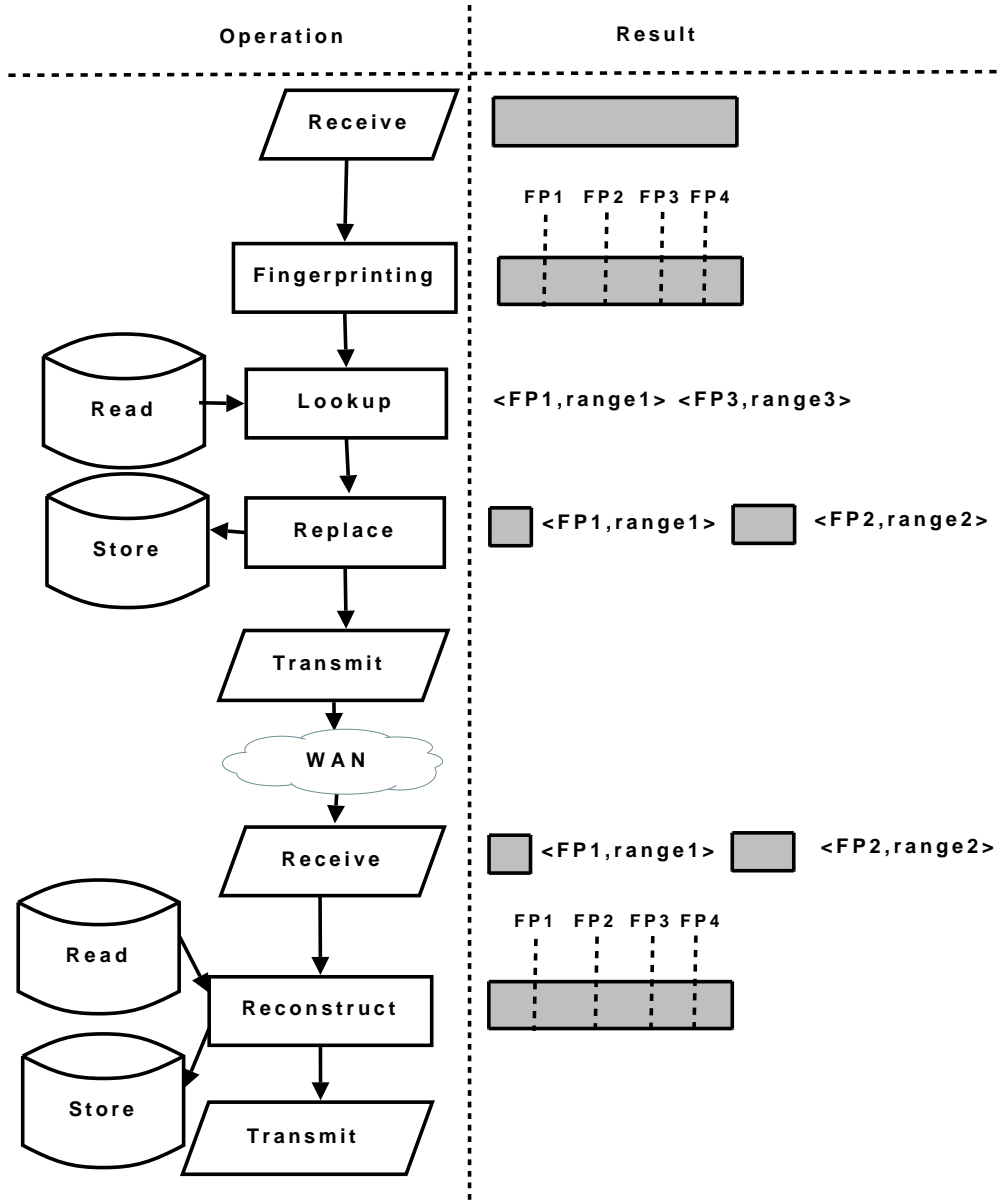 Operation Result
Receive
FP1 FP2 FP3 FP4
Fingerprinting
Read Lookup <FP1,range1> <FP3,range3>
Store Replace <FP1,range1> <FP2,range2>
Transmit
WAN
Receive <FP1,range1> <FP2,range2>
FP1 FP2 FP3 FP4
Read
Reconstruct
Store
Transmit